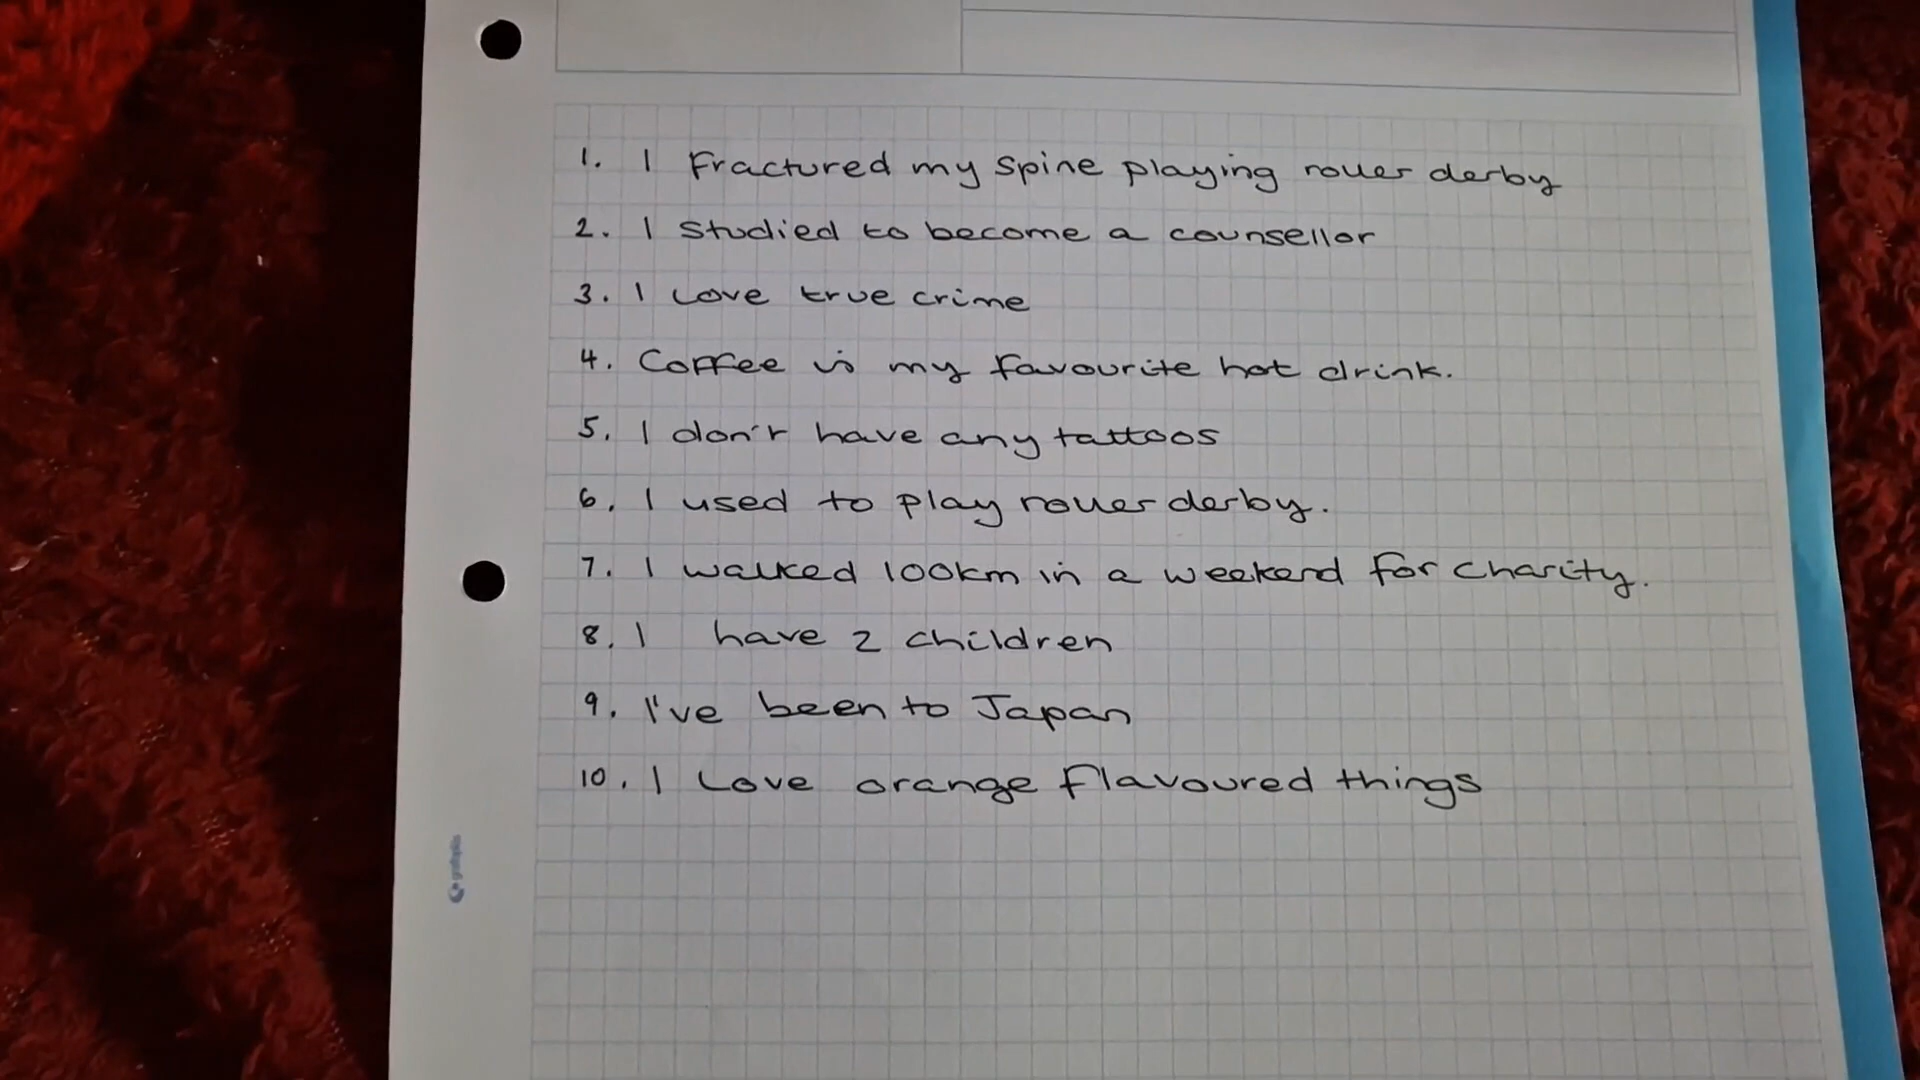 1. I Fractured my spine playing roller derby
2. I studied to become a counsellor
3. I Love true crime
4. Coffee is my favourite hot drink.
5. I don't have any tattoos
6. I used to play roller derby.
7. I walked 100km in a weekend for charity.
8. I have 2 children
9. I've been to Japan
10. I Love orange flavoured things